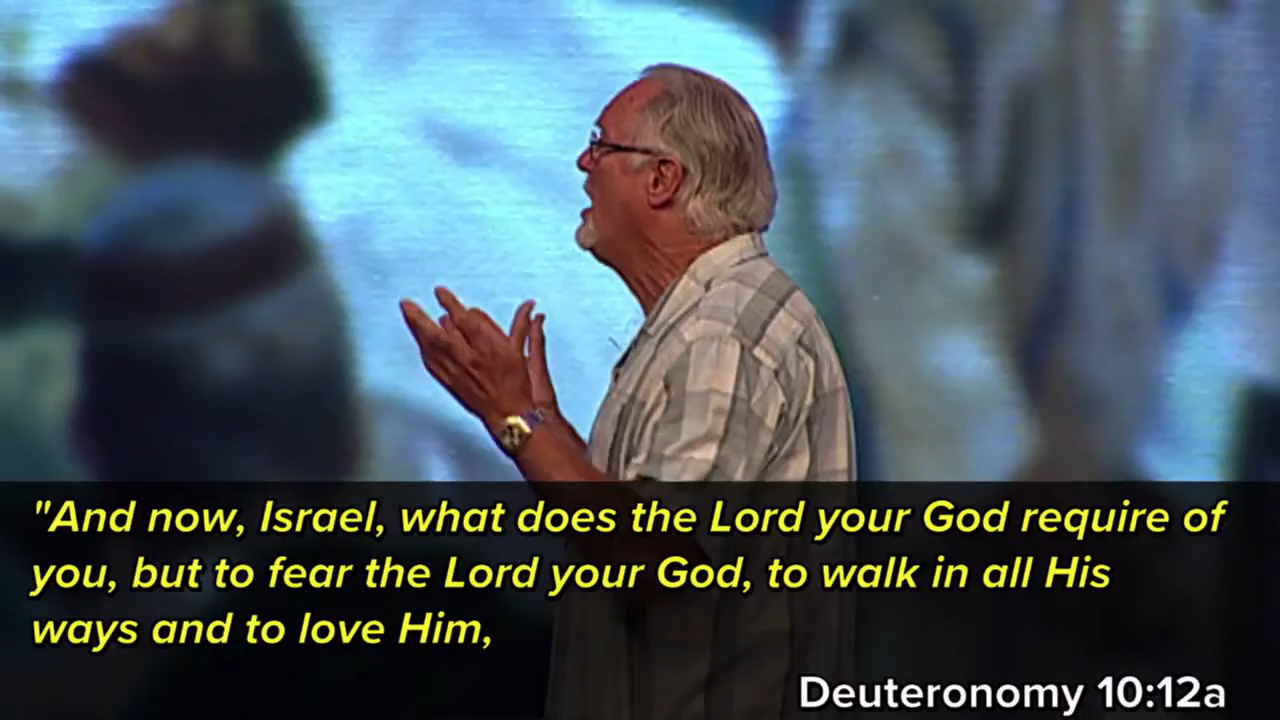 "And now, Israel, what does the Lord your God require of
you, but to fear the Lord your God, to walk in all His
ways and to love Him,
Deuteronomy 10:12a